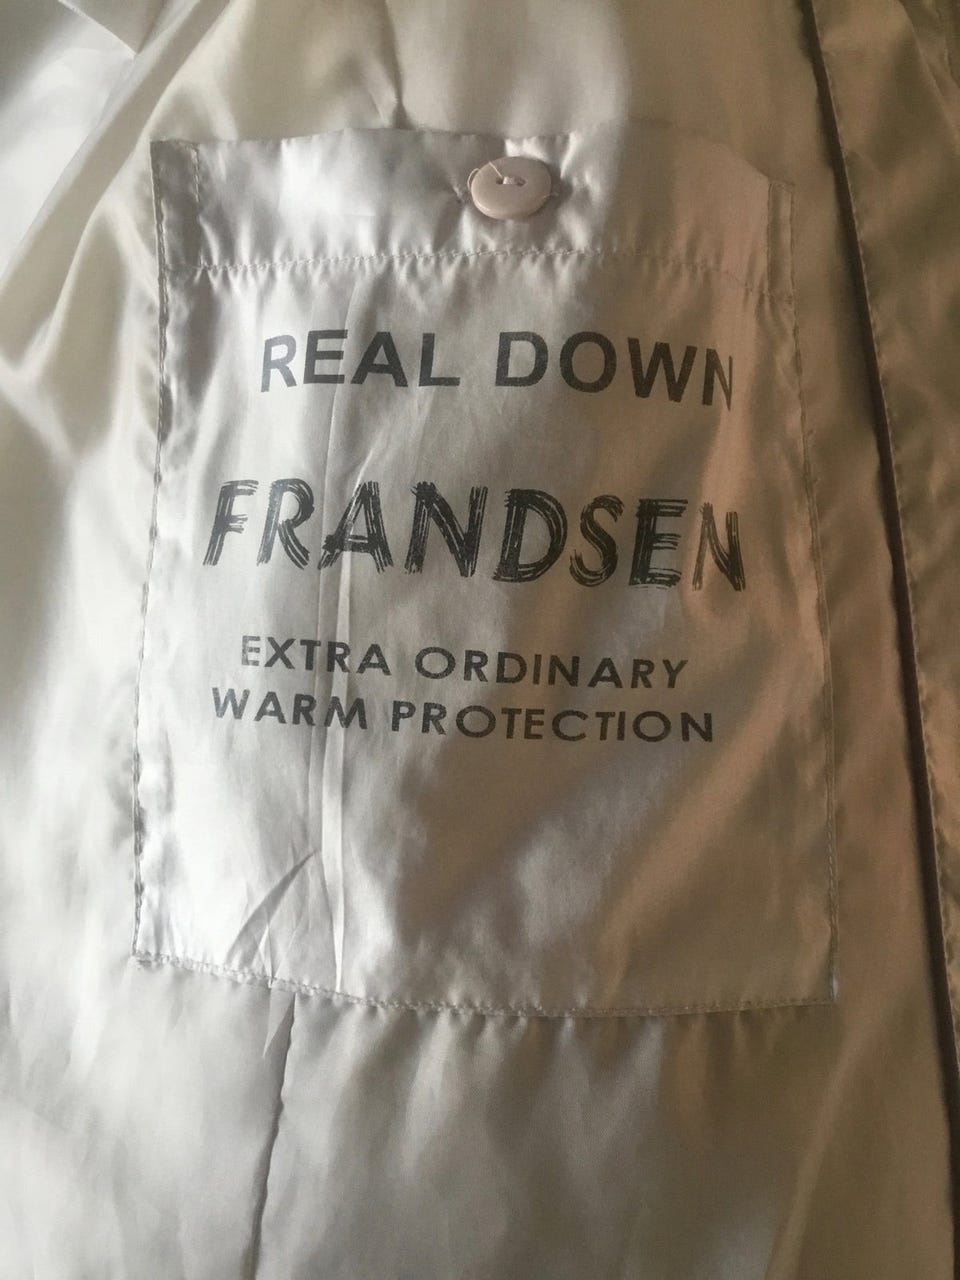 REAL DOWN
FRANDSEN
EXTRA ORDINARY
WARM PROTECTION